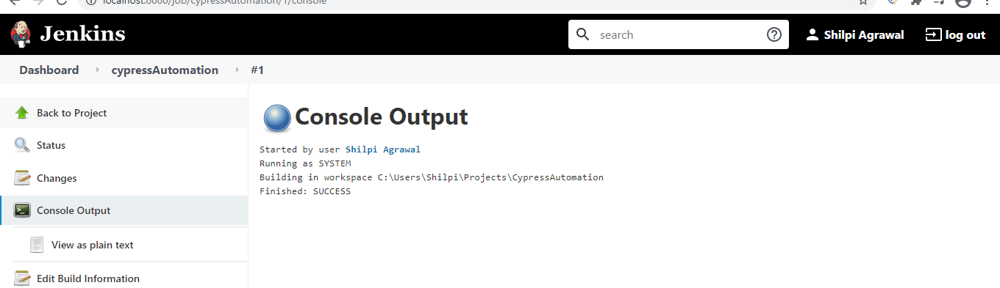 localhost:8080/job/cypressAutomation/1/console
Jenkins
search
Shilpi Agrawal
log out
Dashboard
cypressAutomation
#1
Back to Project
Status
Changes
Console Output
View as plain text
Edit Build Information
Console Output
Started by user Shilpi Agrawal
Running as SYSTEM
Building in workspace C:\Users\Shilpi\Projects\CypressAutomation
Finished: SUCCESS